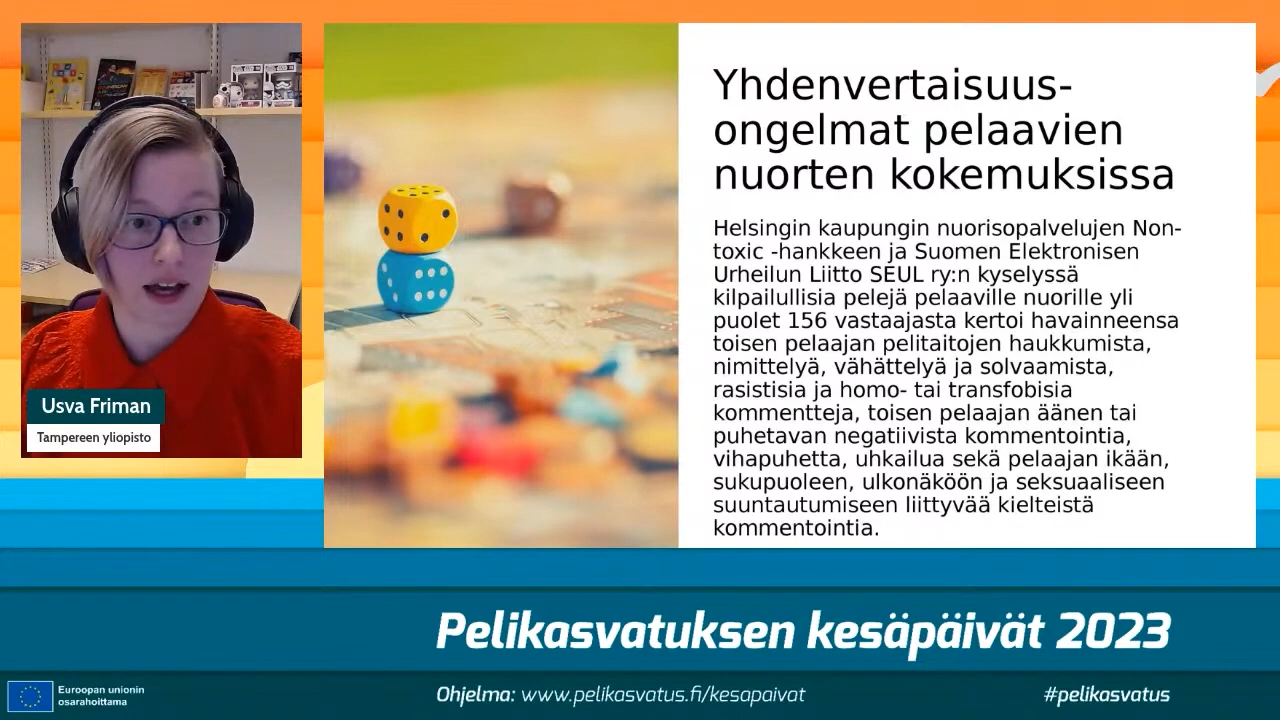 Yhdenvertaisuus-
ongelmat pelaavien
nuorten kokemuksissa
Helsingin kaupungin nuorisopalvelujen Non-
toxic -hankkeen ja Suomen Elektronisen
Urheilun Liitto SEUL ry:n kyselyssä
kilpailullisia pelejä pelaaville nuorille yli
puolet 156 vastaajasta kertoi havainneensa
toisen pelaajan pelitaitojen haukkumista,
nimittelyä, vähättelyä ja solvaamista,
rasistisia ja homo- tai transfobisia
kommentteja, toisen pelaajan äänen tai
puhetavan negatiivista kommentointia,
vihapuhetta, uhkailua sekä pelaajan ikään,
sukupuoleen, ulkonäköön ja seksuaaliseen
suuntautumiseen liittyvää kielteistä
kommentointia.
Usva Friman
Tampereen yliopisto
Pelikasvatuksen kesäpäivät 2023
Euroopan unionin
osarahoittama
Ohjelma: www.pelikasvatus.fi/kesapaivat
#pelikasvatus